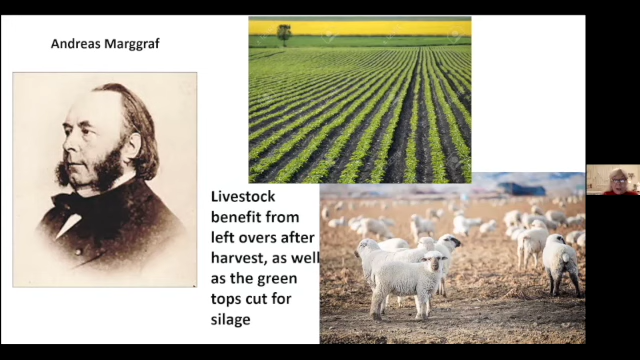 Andreas Marggraf
Livestock
benefit from
left overs after
harvest, as well
as the green
tops cut for
silage